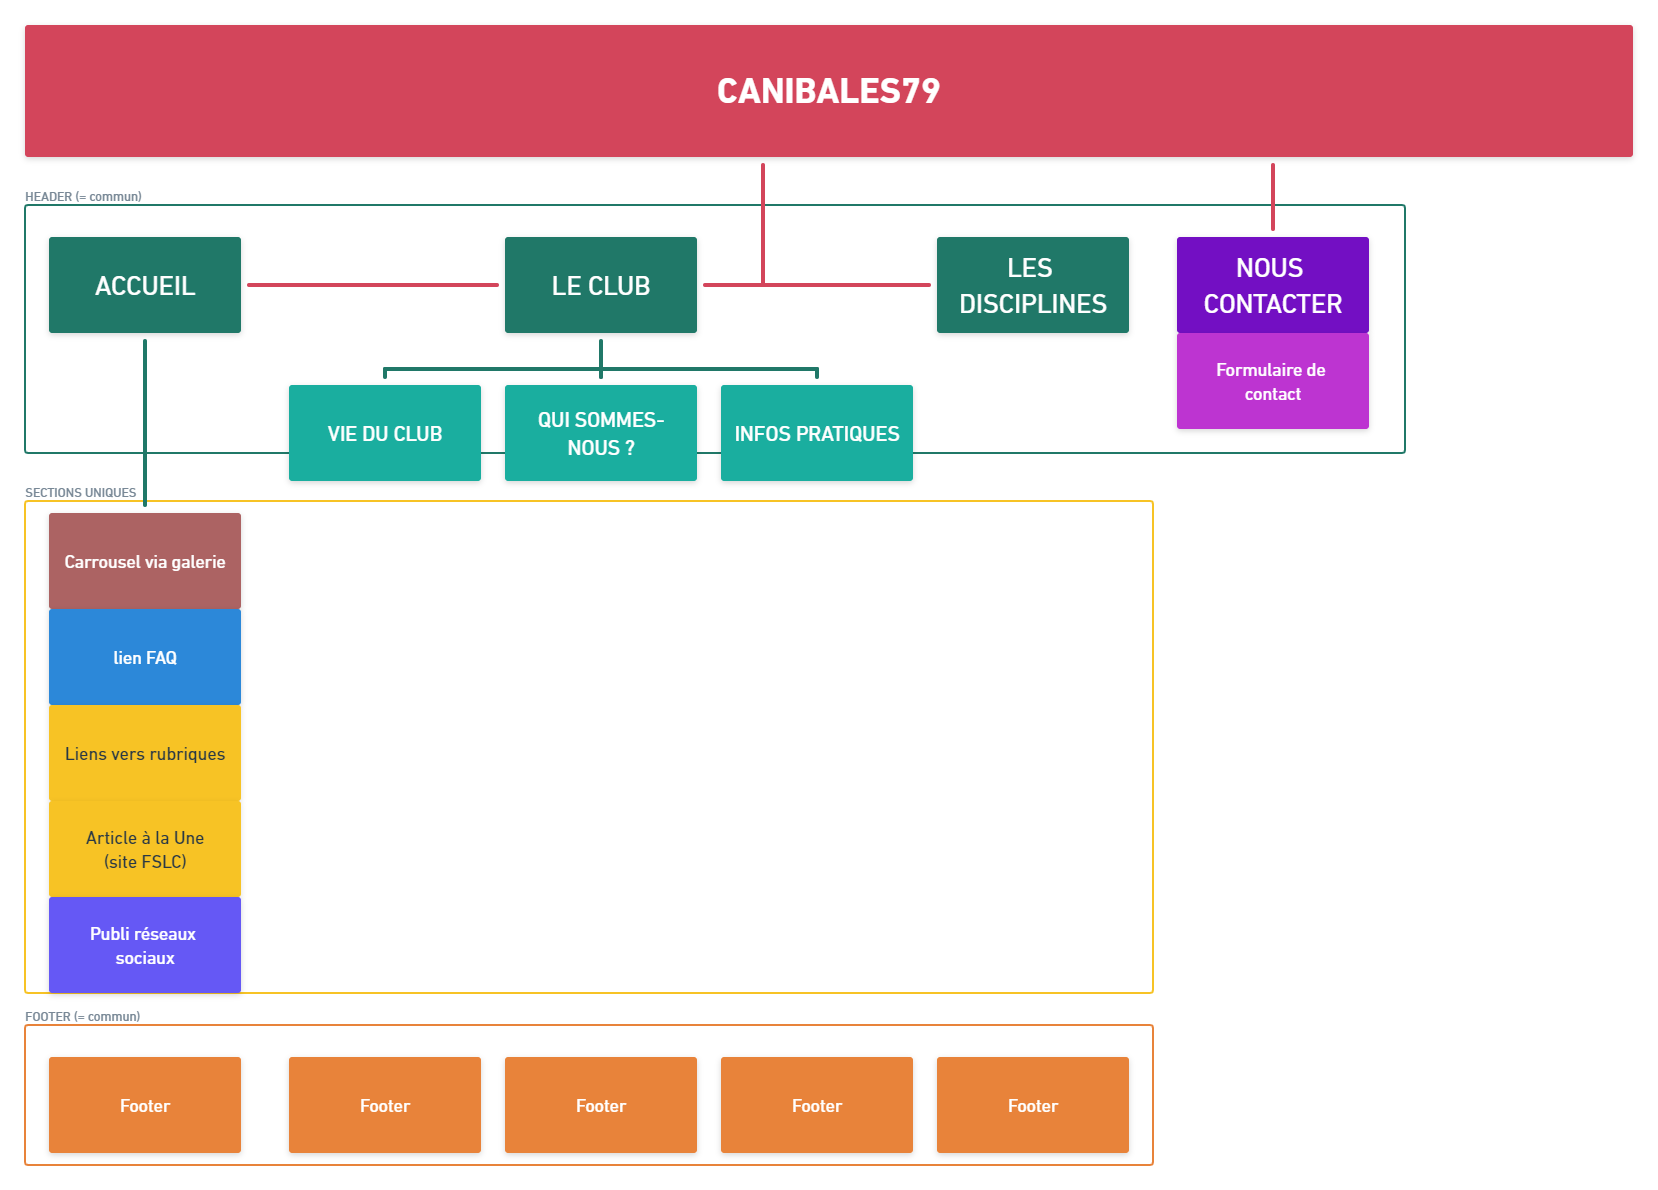 CANIBALES79
HEADER (= commun)
ACCUEIL
LE CLUB
LES
DISCIPLINES
NOUS
CONTACTER
Formulaire de
contact
VIE DU CLUB
QUI SOMMES-
NOUS ?
INFOS PRATIQUES
SECTIONS UNIQUES
Carrousel via galerie
lien FAQ
Liens vers rubriques
Article à la Une
(site FSLC)
Publi réseaux
sociaux
FOOTER (= commun)
Footer
Footer
Footer
Footer
Footer